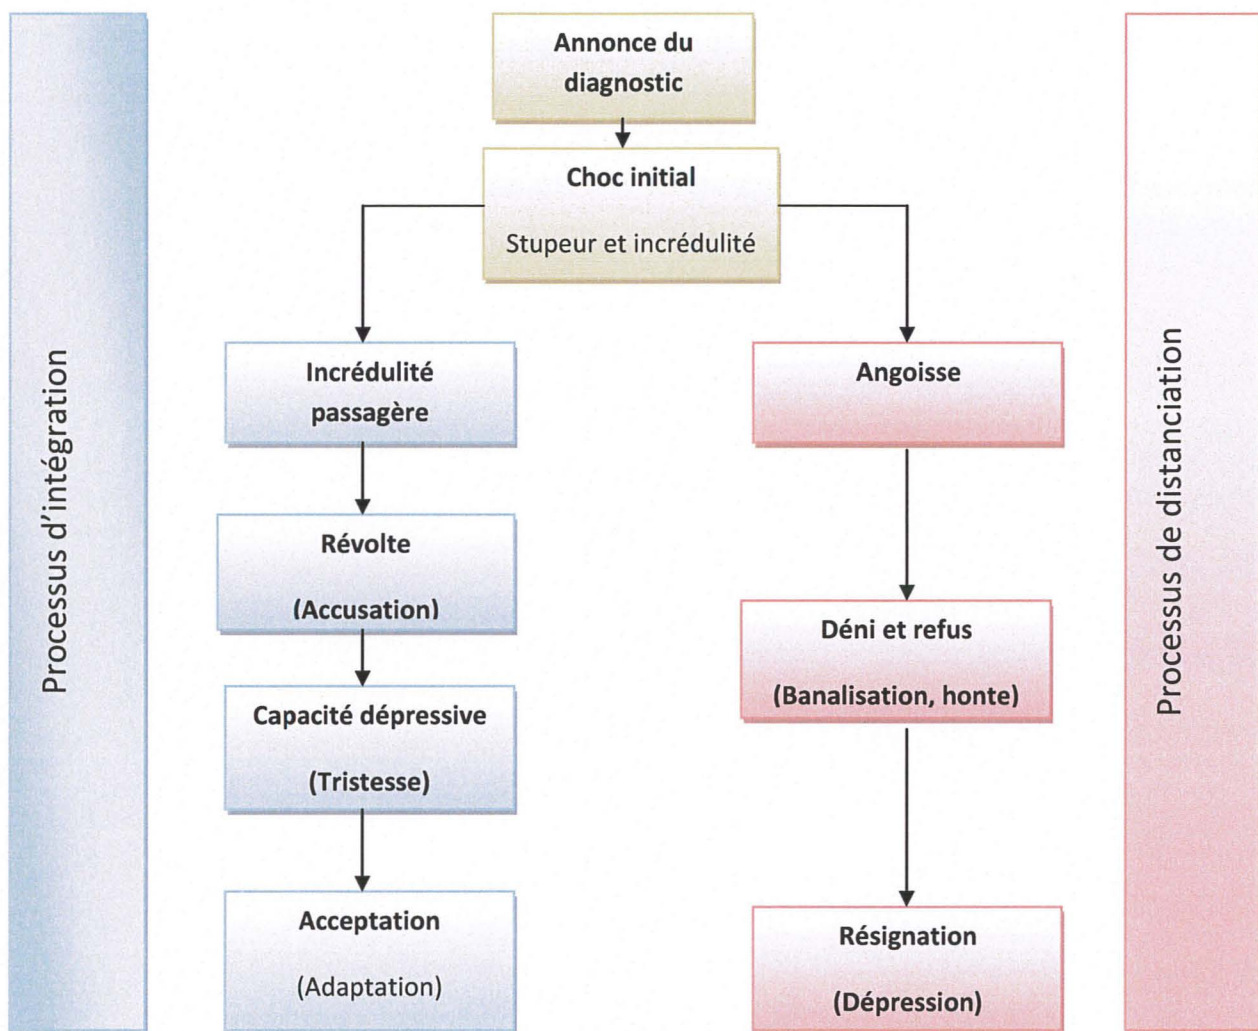 Annonce du
diagnostic
Choc initial
Stupeur et incrédulité
Processus d'intégration
Incrédulité
passagère
Révolte
(Accusation)
Capacité dépressive
(Tristesse)
Acceptation
(Adaptation)
Angoisse
Déni et refus
(Banalisation, honte)
Résignation
(Dépression)
Processus de distanciation